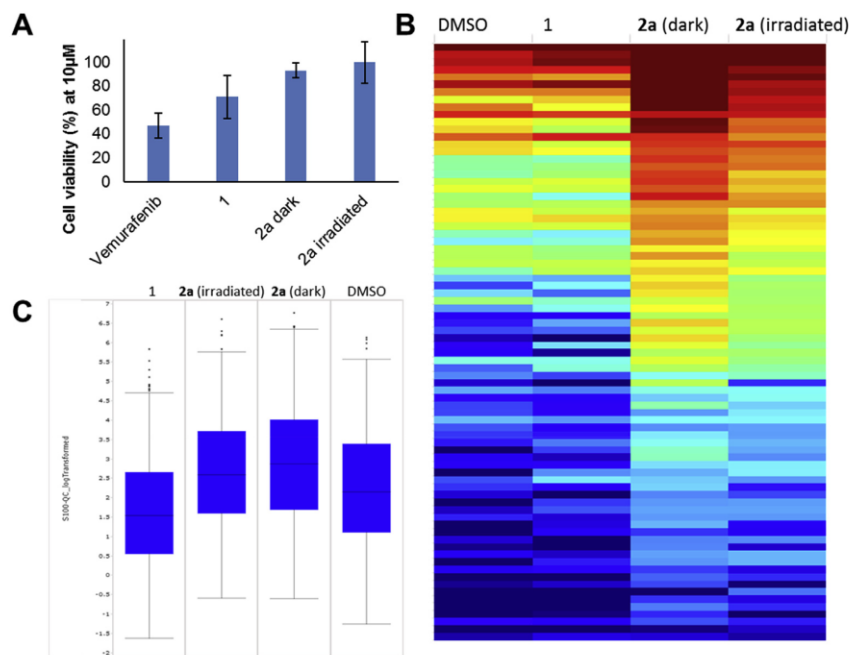 A
Cell viability (%) at 10µM
100
80
60
40
20
0
Vemurafenib
1
2a dark
2a irradiated
B
DMSO 1 2a (dark) 2a (irradiated)
C
1 2a (irradiated) 2a (dark) DMSO
S100-QC_logTransformed
7
6.5
6
5.5
5
4.5
4
3.5
3
2.5
2
1.5
1
0.5
0
-0.5
-1
-1.5
-2